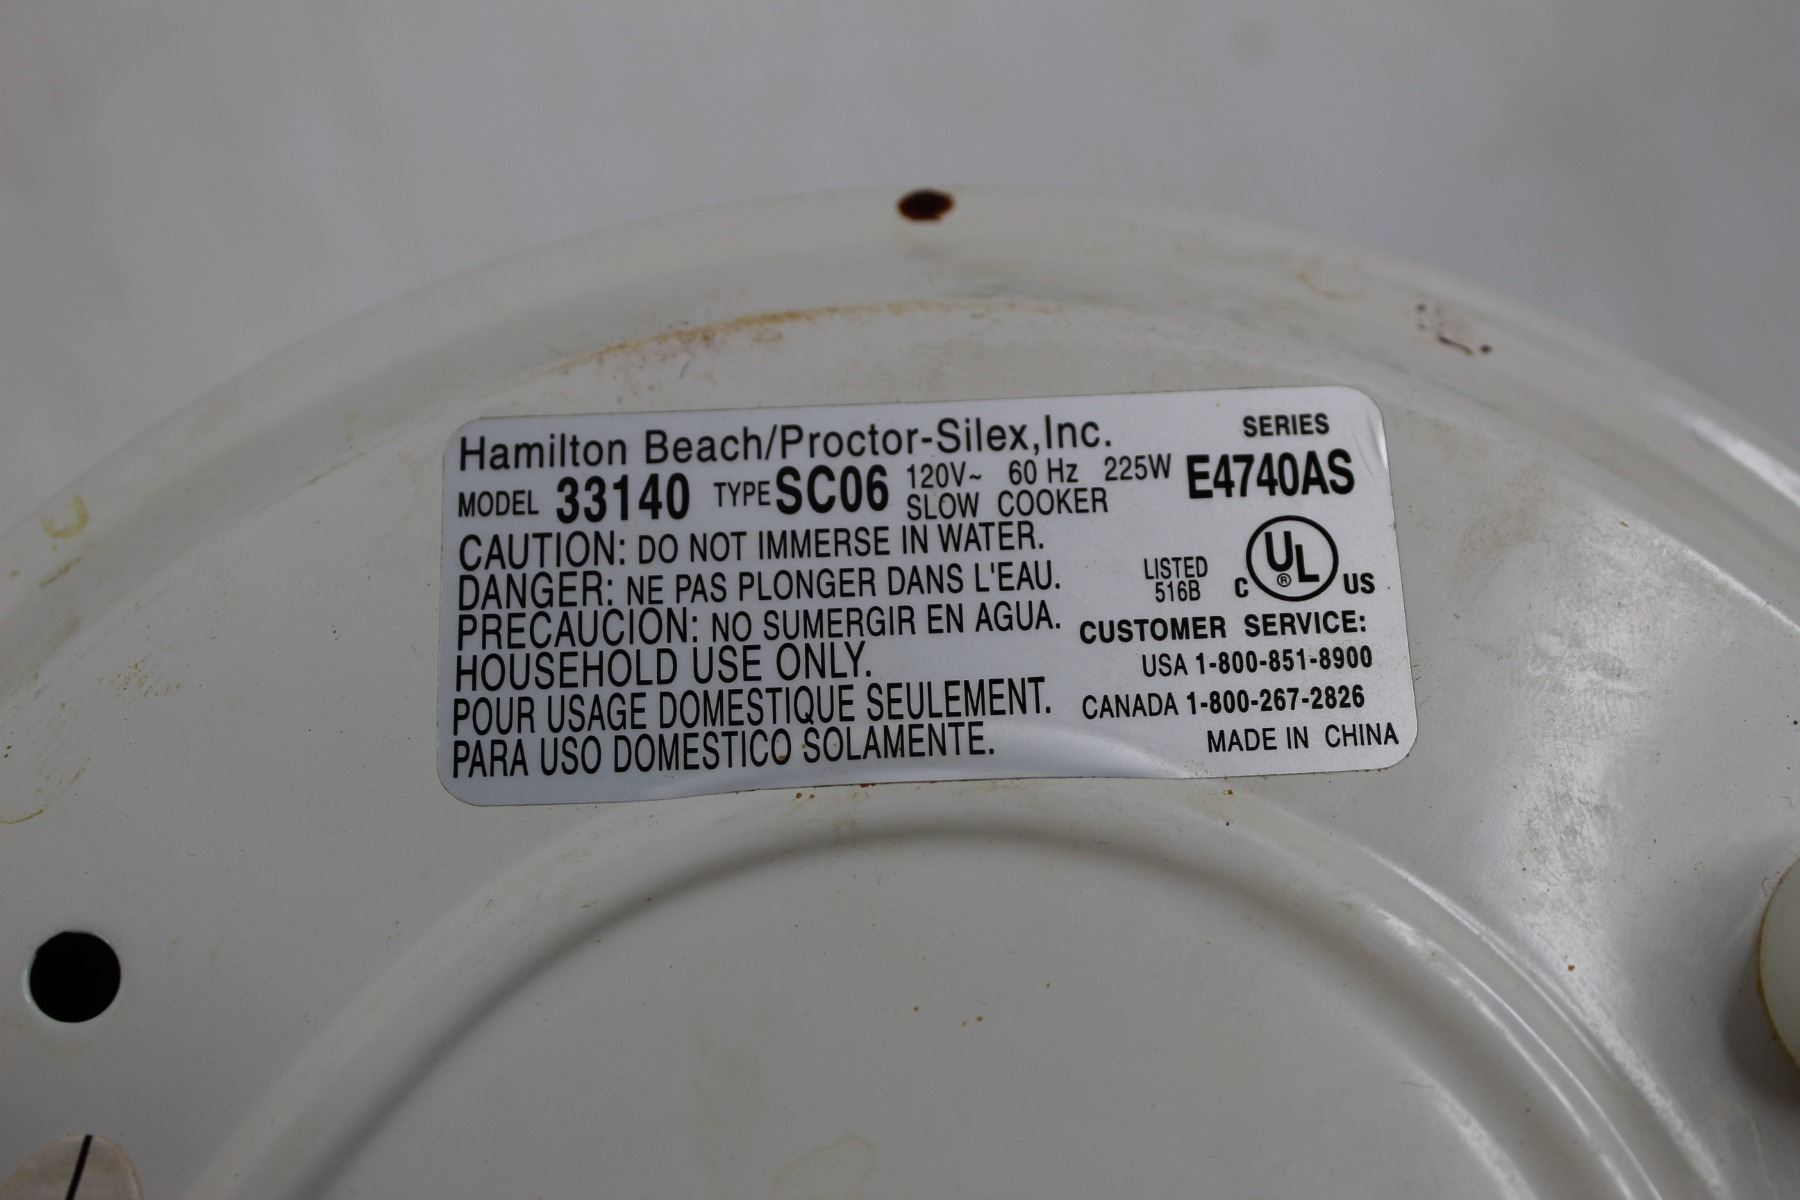 Hamilton Beach/Proctor-Silex,Inc.
SERIES
MODEL 33140 TYPE SC06 120V~ 60 Hz 225W E4740AS
SLOW COOKER
CAUTION: DO NOT IMMERSE IN WATER.
DANGER: NE PAS PLONGER DANS L'EAU.
PRECAUCION: NO SUMERGIR EN AGUA.
HOUSEHOLD USE ONLY.
POUR USAGE DOMESTIQUE SEULEMENT.
PARA USO DOMESTICO SOLAMENTE.
LISTED
516B
C UL ® US
CUSTOMER SERVICE:
USA 1-800-851-8900
CANADA 1-800-267-2826
MADE IN CHINA